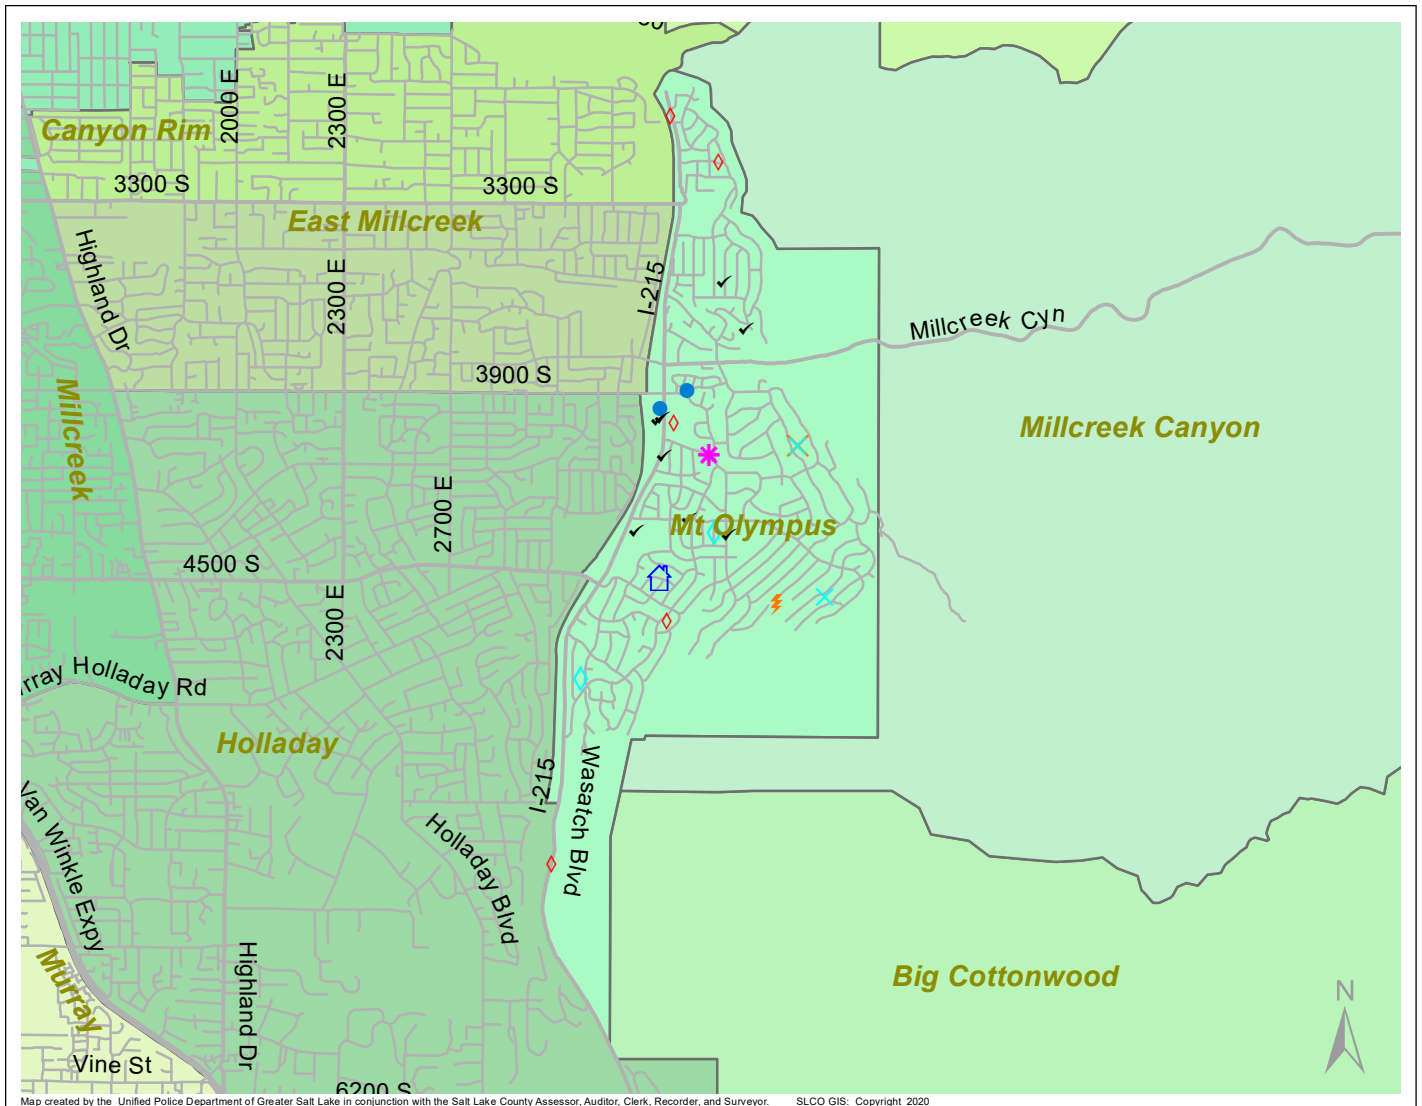 2000 E
2300 E
Canyon Rim
3300 S
3300 S
East Millcreek
Highland Dr
2300 E
I-215
Millcreek Cyn
3900 S
Millcreek
Millcreek Canyon
2700 E
Mt Olympus
4500 S
2300 E
rray Holladay Rd
Holladay
I-215
Wasatch Blvd
Van Winkle Expy
Holladay Blvd
Murray
Highland Dr
Big Cottonwood
N
Vine St
6200 S
Map created by the Unified Police Department of Greater Salt Lake in conjunction with the Salt Lake County Assessor, Auditor, Clerk, Recorder, and Surveyor. SLCO GIS: Copyright 2020